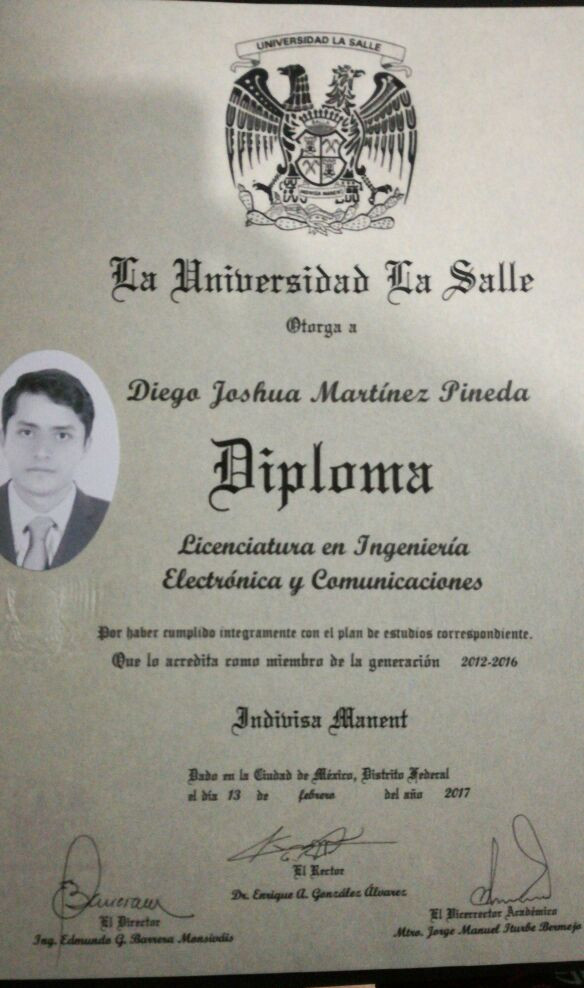 UNIVERSIDAD LA SALLE
INDIVISA MANENT
La Universidad La Salle
Otorga a
Diego Joshua Martínez Pineda
Diploma
Licenciatura en Ingeniería
Electrónica y Comunicaciones
Por haber cumplido integramente con el plan de estudios correspondiente.
Que lo acredita como miembro de la generación 2012-2016
Indivisa Manent
Dado en la Ciudad de México, Distrito Federal
el día 13 de febrero del año 2017
El Rector
Dr. Enrique A. González Álvarez
El Director
Ing. Edmundo G. Barrera Monsiváis
El Vicerrector Académico
Mtro. Jorge Manuel Iturbe Bermejo